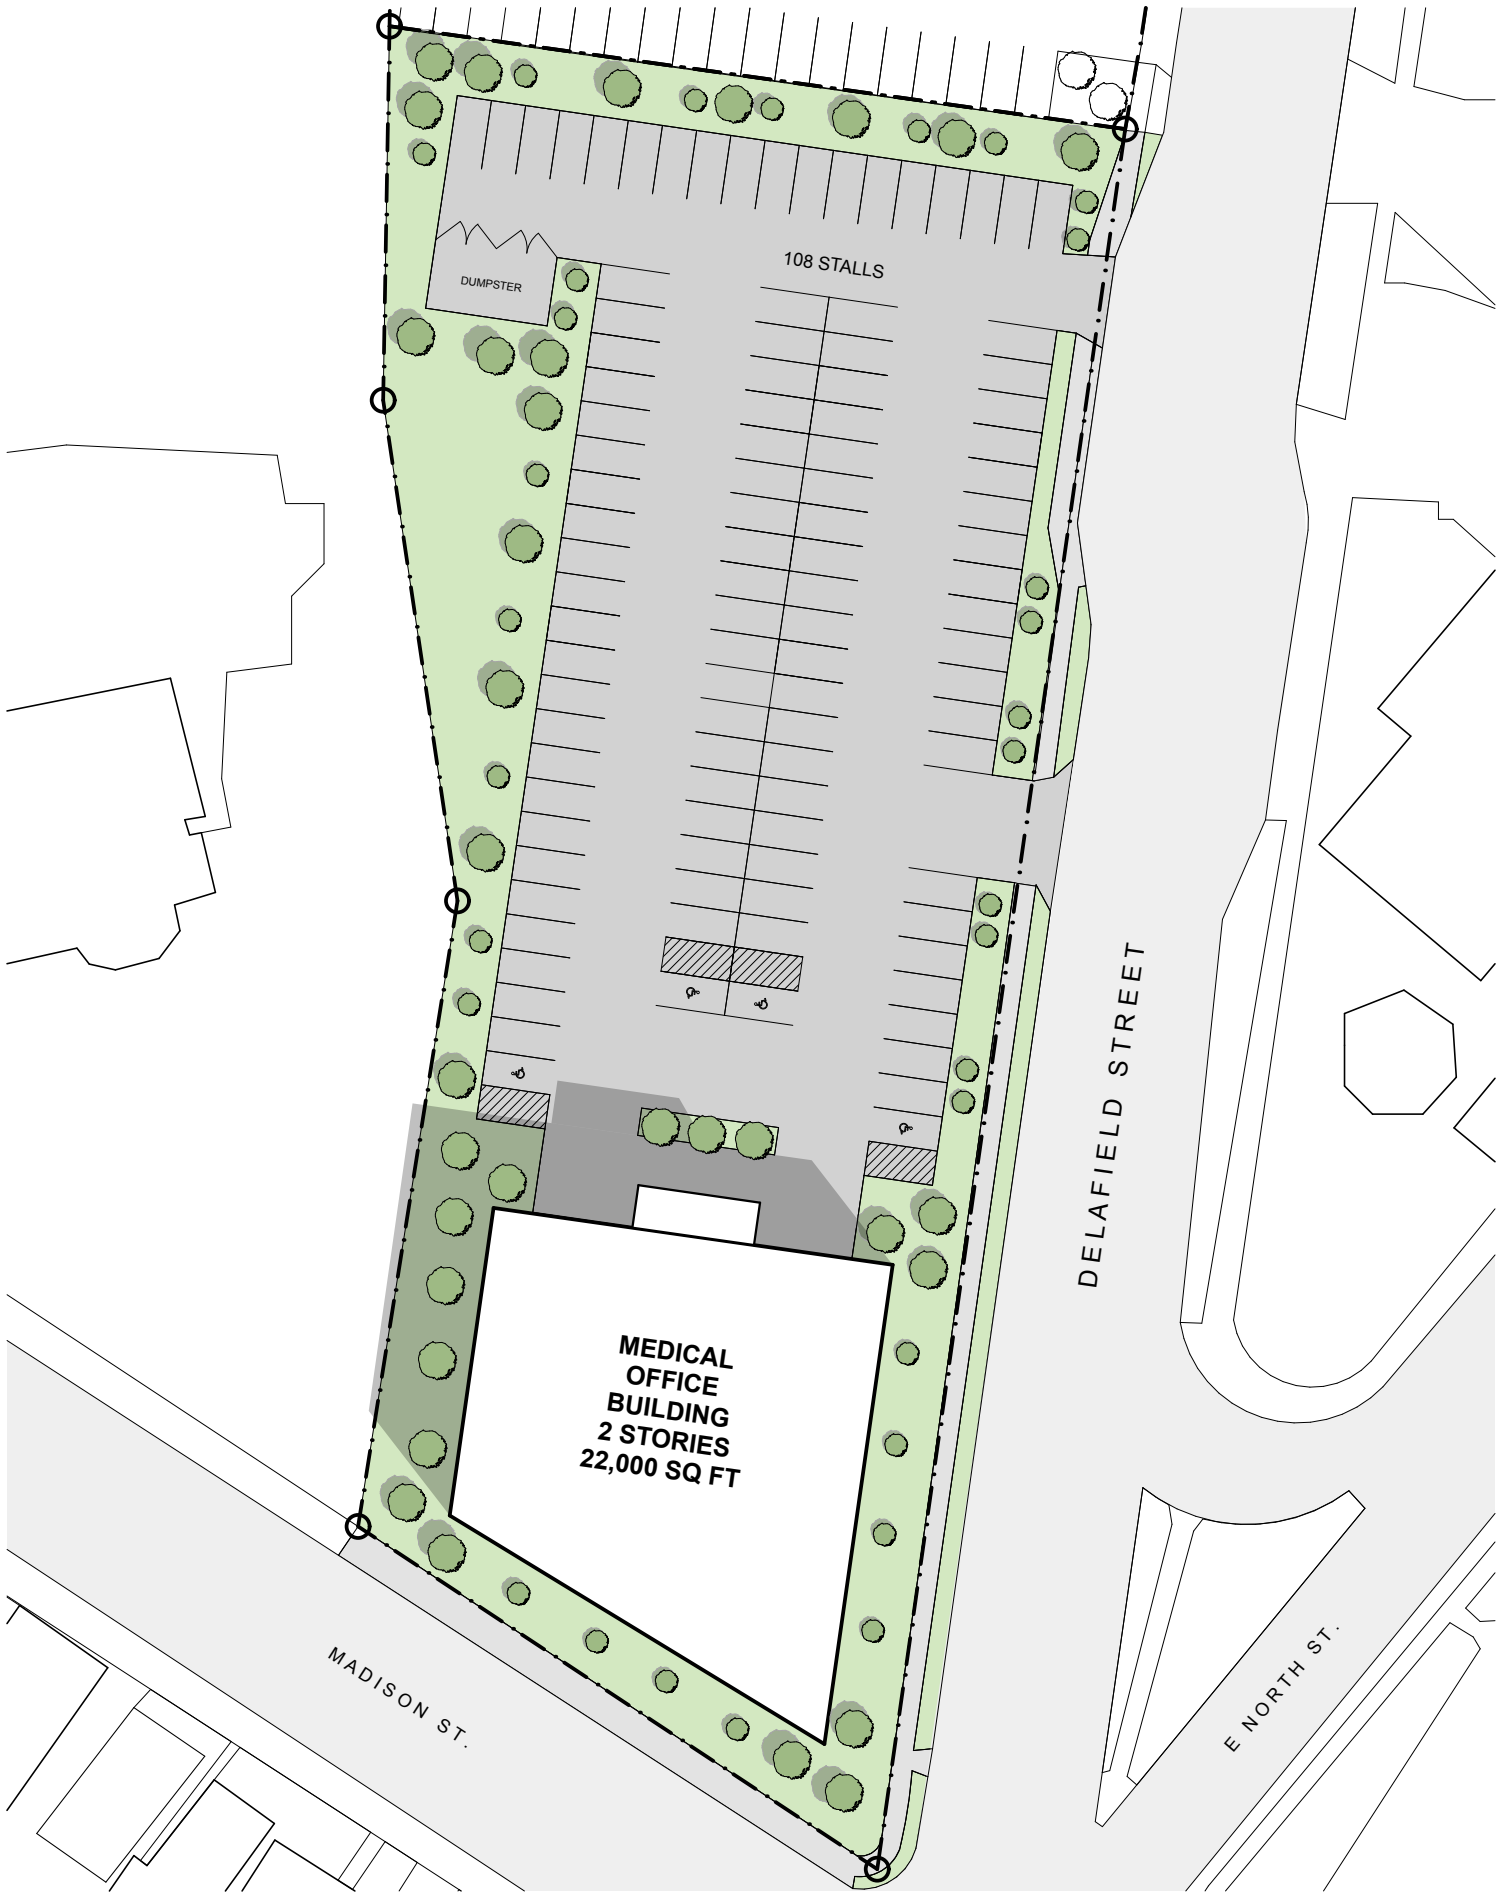 108 STALLS
DUMPSTER
DELAFIELD STREET
MEDICAL
OFFICE
BUILDING
2 STORIES
22,000 SQ FT
MADISON ST.
E NORTH ST.